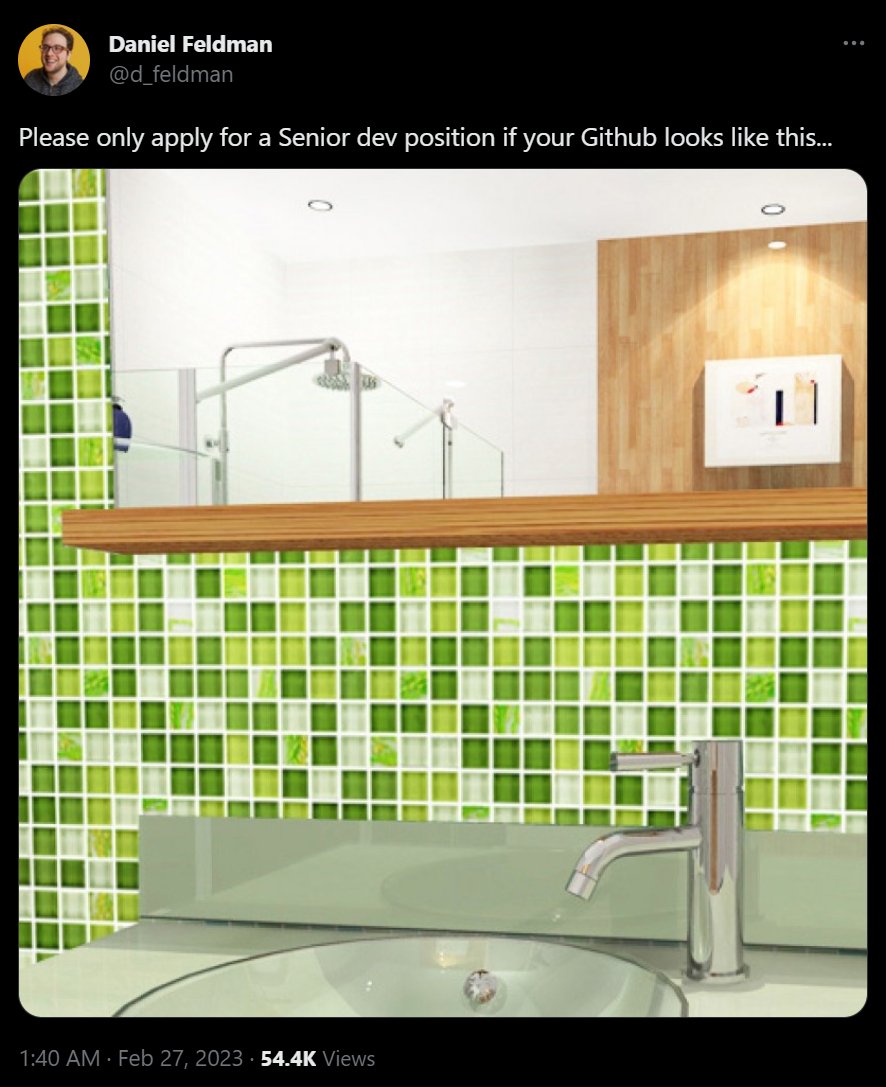 Daniel Feldman
@d_feldman
Please only apply for a Senior dev position if your Github looks like this...
1:40 AM · Feb 27, 2023 · 54.4K Views